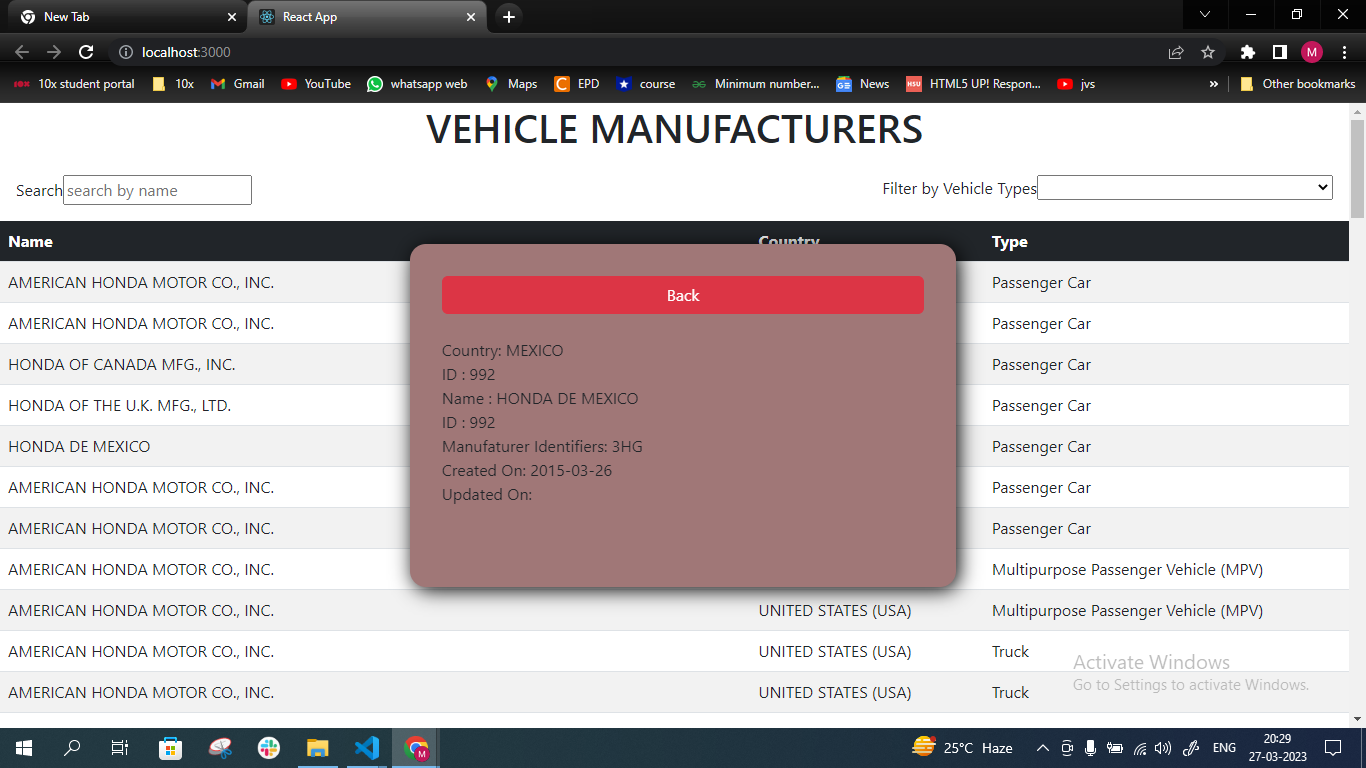 New Tab
React App
localhost:3000
M
10x student portal
10x
Gmail
YouTube
whatsapp web
Maps
EPD
course
Minimum number...
News
HTML5 UP! Respon...
jvs
»
Other bookmarks
VEHICLE MANUFACTURERS
Search search by name
Filter by Vehicle Types
Name Country Type
AMERICAN HONDA MOTOR CO., INC. Passenger Car
AMERICAN HONDA MOTOR CO., INC. Passenger Car
HONDA OF CANADA MFG., INC. Passenger Car
HONDA OF THE U.K. MFG., LTD. Passenger Car
HONDA DE MEXICO Passenger Car
AMERICAN HONDA MOTOR CO., INC. Passenger Car
AMERICAN HONDA MOTOR CO., INC. Passenger Car
AMERICAN HONDA MOTOR CO., INC. Multipurpose Passenger Vehicle (MPV)
AMERICAN HONDA MOTOR CO., INC. UNITED STATES (USA) Multipurpose Passenger Vehicle (MPV)
AMERICAN HONDA MOTOR CO., INC. UNITED STATES (USA) Truck
AMERICAN HONDA MOTOR CO., INC. UNITED STATES (USA) Truck
Back
Country: MEXICO
ID : 992
Name : HONDA DE MEXICO
ID : 992
Manufaturer Identifiers: 3HG
Created On: 2015-03-26
Updated On:
Activate Windows
Go to Settings to activate Windows.
25°C Haze
ENG
20:29
27-03-2023